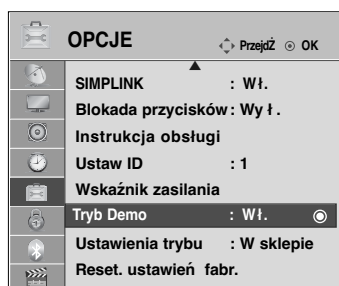 OPCJE PrzejdŹ OK
SIMPLINK : Wł.
Blokada przycisków : Wy ł .
Instrukcja obsługi
Ustaw ID : 1
Wskaźnik zasilania
Tryb Demo : Wł.
Ustawienia trybu : W sklepie
Reset. ustawień fabr.